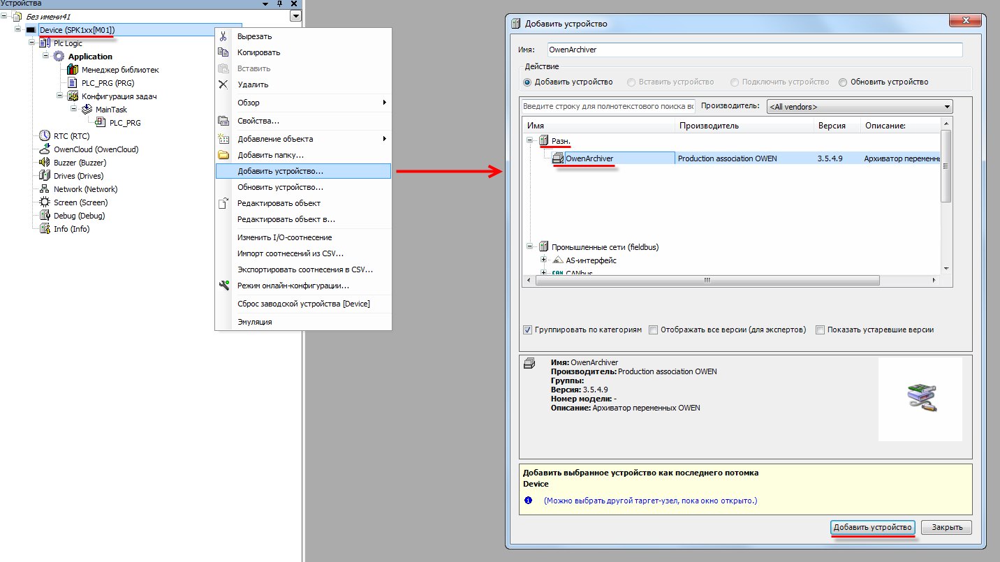 Устройства
Без имени41
Device (SPK1xx[M01])
Plc Logic
Application
Менеджер библиотек
PLC_PRG (PRG)
Конфигурация задач
MainTask
PLC_PRG
RTC (RTC)
OwenCloud (OwenCloud)
Buzzer (Buzzer)
Drives (Drives)
Network (Network)
Screen (Screen)
Debug (Debug)
Info (Info)
Вырезать
Копировать
Вставить
Удалить
Обзор
Свойства...
Добавление объекта
Добавить папку...
Добавить устройство...
Обновить устройство...
Редактировать объект
Редактировать объект в...
Изменить I/O-соотнесение
Импорт соотнесений из CSV...
Экспортировать соотнесения в CSV...
Режим онлайн-конфигурации...
Сброс заводской устройства [Device]
Эмуляция
Добавить устройство
Имя: OwenArchiver
Действие
Добавить устройство Вставить устройство Подключить устройство Обновить устройство
Введите строку для полнотекстового поиска вс Производитель: <All vendors>
Имя Производитель Версия Описание:
Разн.
OwenArchiver Production association OWEN 3.5.4.9 Архиватор переменны
Промышленные сети (fieldbus)
AS-интерфейс
CAN CANbus
Группировать по категориям Отображать все версии (для экспертов) Показать устаревшие версии
Имя: OwenArchiver
Производитель: Production association OWEN
Группы:
Версия: 3.5.4.9
Номер модели: -
Описание: Архиватор переменных OWEN
Добавить выбранное устройство как последнего потомка
Device
(Можно выбрать другой таргет-узел, пока окно открыто.)
Добавить устройство Закрыть